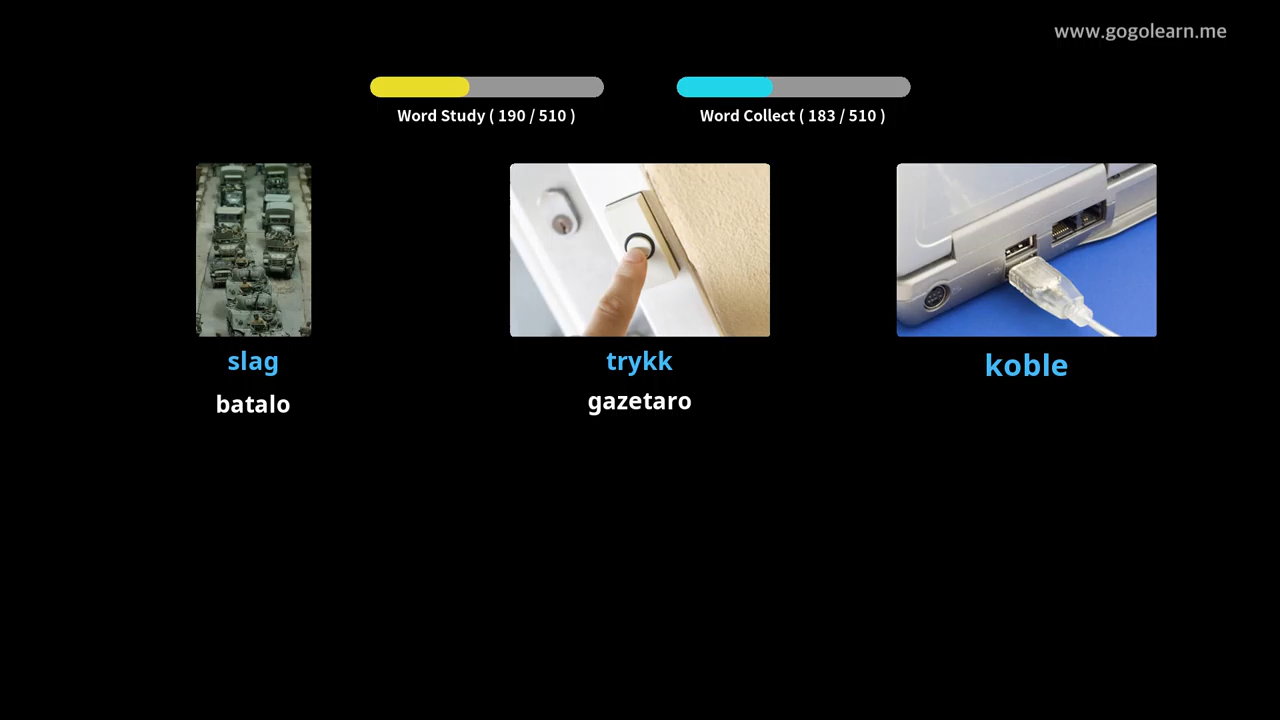 www.gogolearn.me
Word Study ( 190 / 510 )
Word Collect ( 183 / 510 )
slag
trykk
koble
batalo
gazetaro